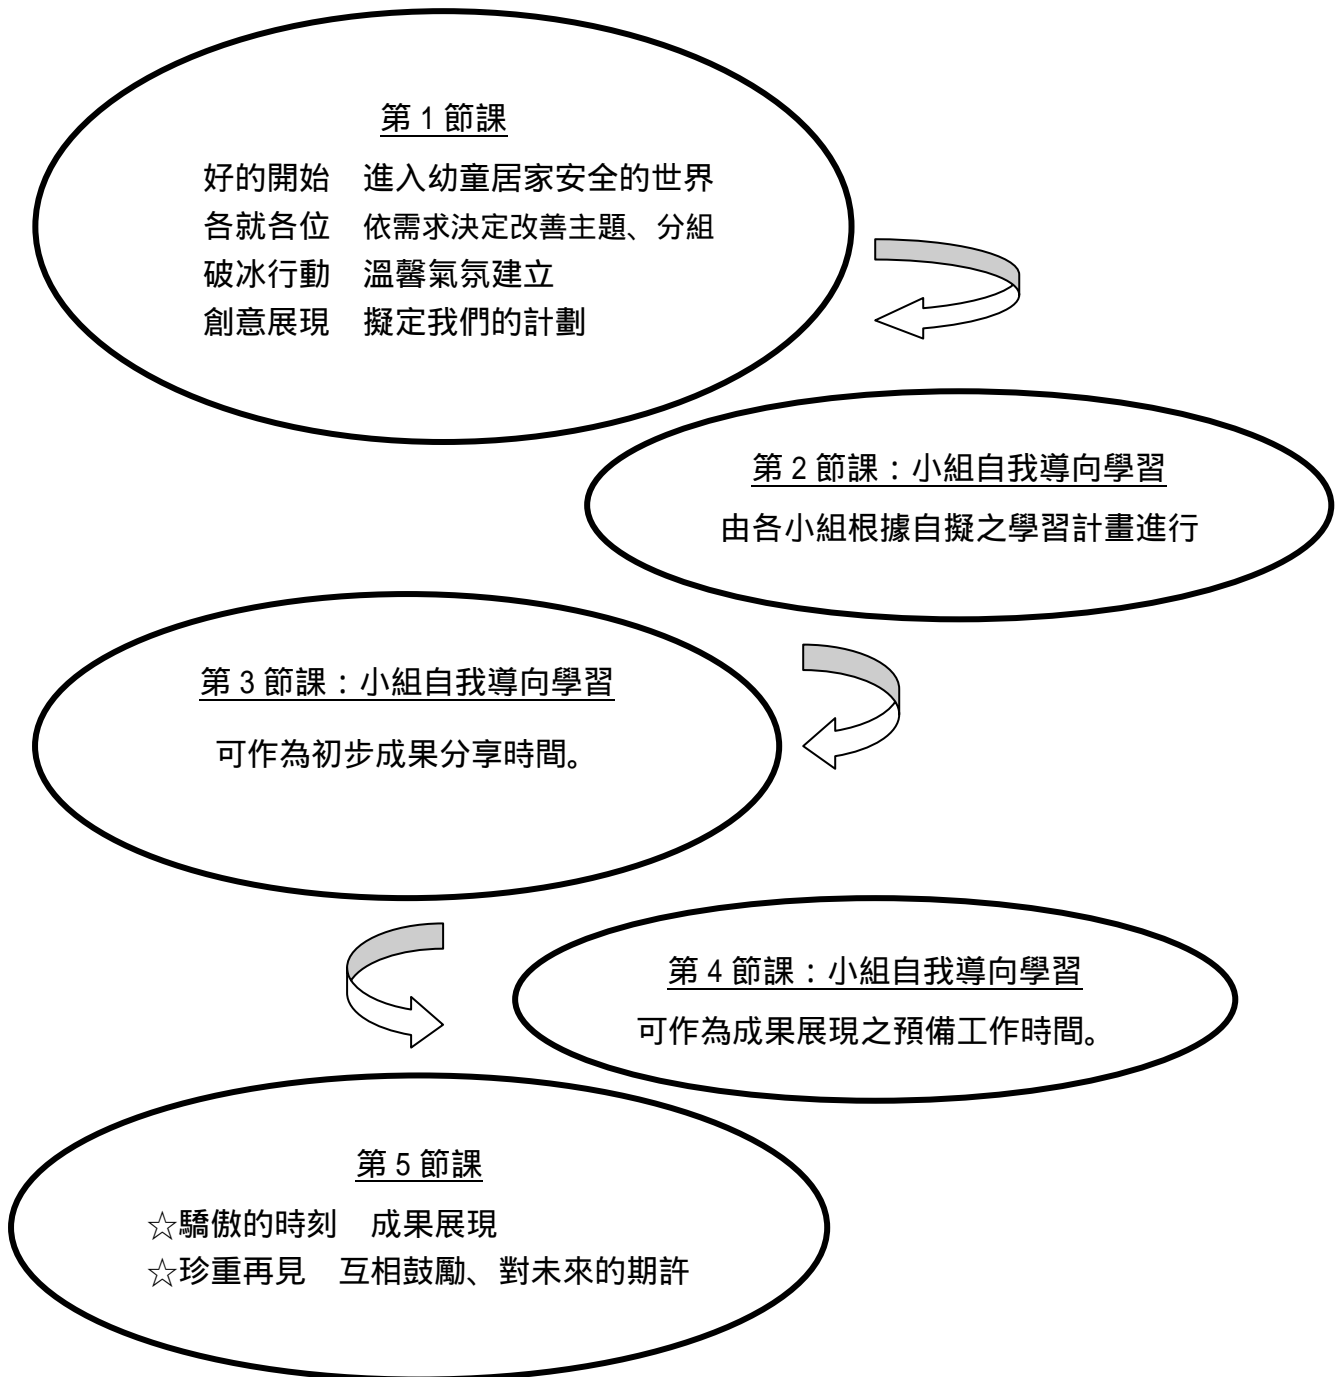 第 1 節課
好的開始　進入幼童居家安全的世界
各就各位　依需求決定改善主題、分組
破冰行動　溫馨氣氛建立
創意展現　擬定我們的計劃
第 2 節課：小組自我導向學習
由各小組根據自擬之學習計畫進行
第 3 節課：小組自我導向學習
可作為初步成果分享時間。
第 4 節課：小組自我導向學習
可作為成果展現之預備工作時間。
第 5 節課
☆驕傲的時刻　成果展現
☆珍重再見　互相鼓勵、對未來的期許